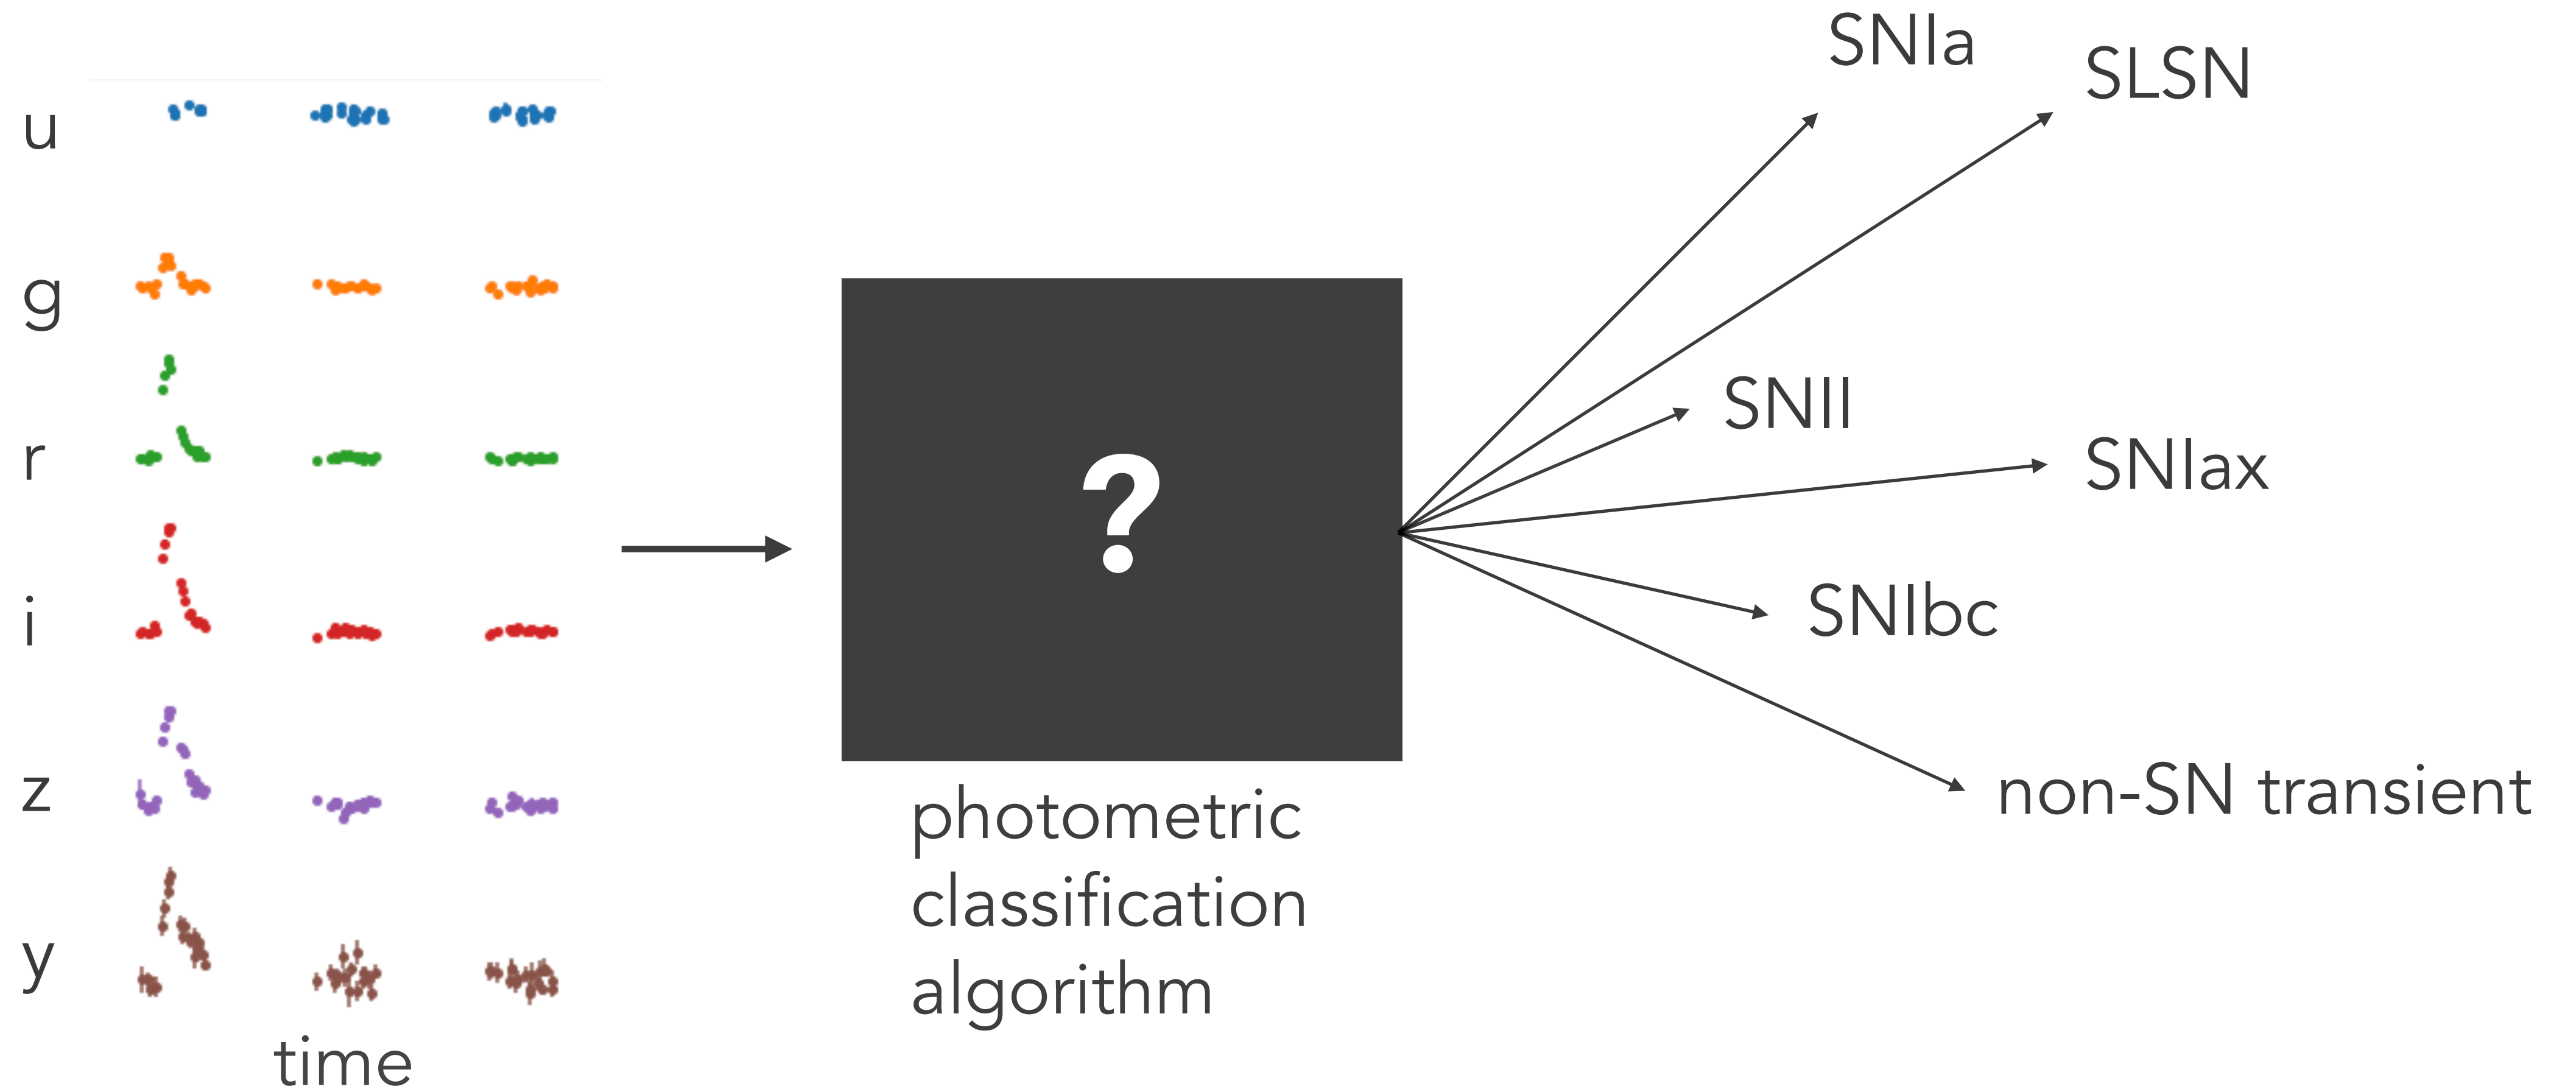 u
g
r
i
z
y
time
?
photometric
classification
algorithm
SNIa
SLSN
SNII
SNIax
SNIbc
non-SN transient